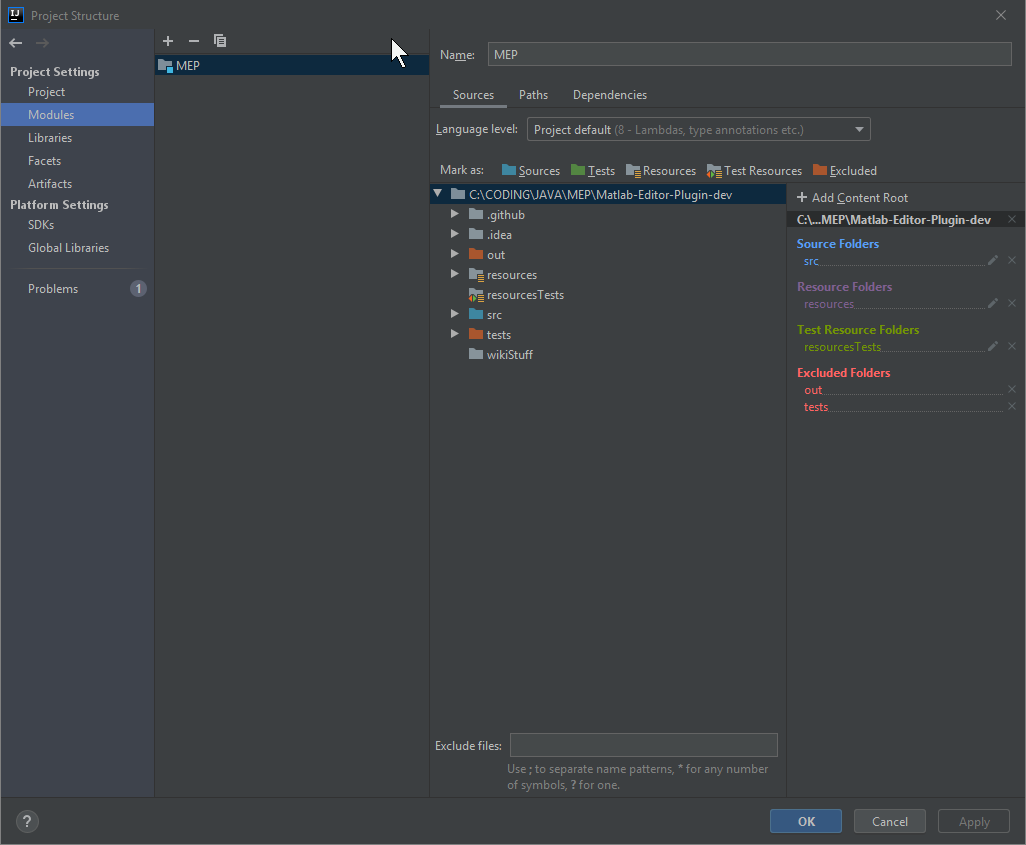 Project Structure
Project Settings
Project
Modules
Libraries
Facets
Artifacts
Platform Settings
SDKs
Global Libraries
Problems 1
MEP
Name: MEP
Sources Paths Dependencies
Language level: Project default (8 - Lambdas, type annotations etc.)
Mark as: Sources Tests Resources Test Resources Excluded
C:\CODING\JAVA\MEP\Matlab-Editor-Plugin-dev
.github
.idea
out
resources
resourcesTests
src
tests
wikiStuff
+ Add Content Root
C:\...MEP\Matlab-Editor-Plugin-dev
Source Folders
src
Resource Folders
resources
Test Resource Folders
resourcesTests
Excluded Folders
out
tests
Exclude files:
Use ; to separate name patterns, * for any number
of symbols, ? for one.
?
OK Cancel Apply